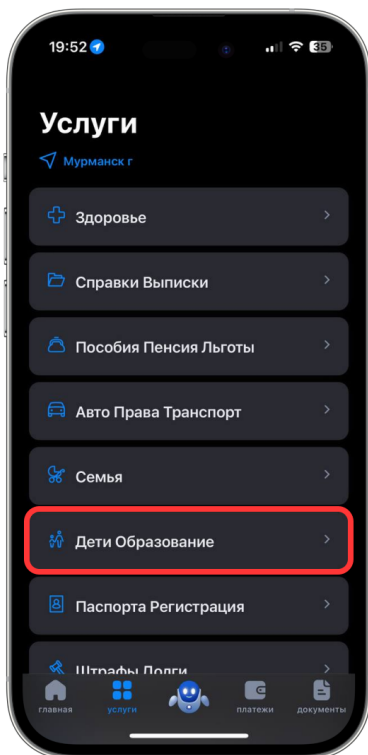 19:52
35
Услуги
Мурманск г
Здоровье
Справки Выписки
Пособия Пенсия Льготы
Авто Права Транспорт
Семья
Дети Образование
Паспорта Регистрация
Штрафы Долги
главная
услуги
платежи
документы